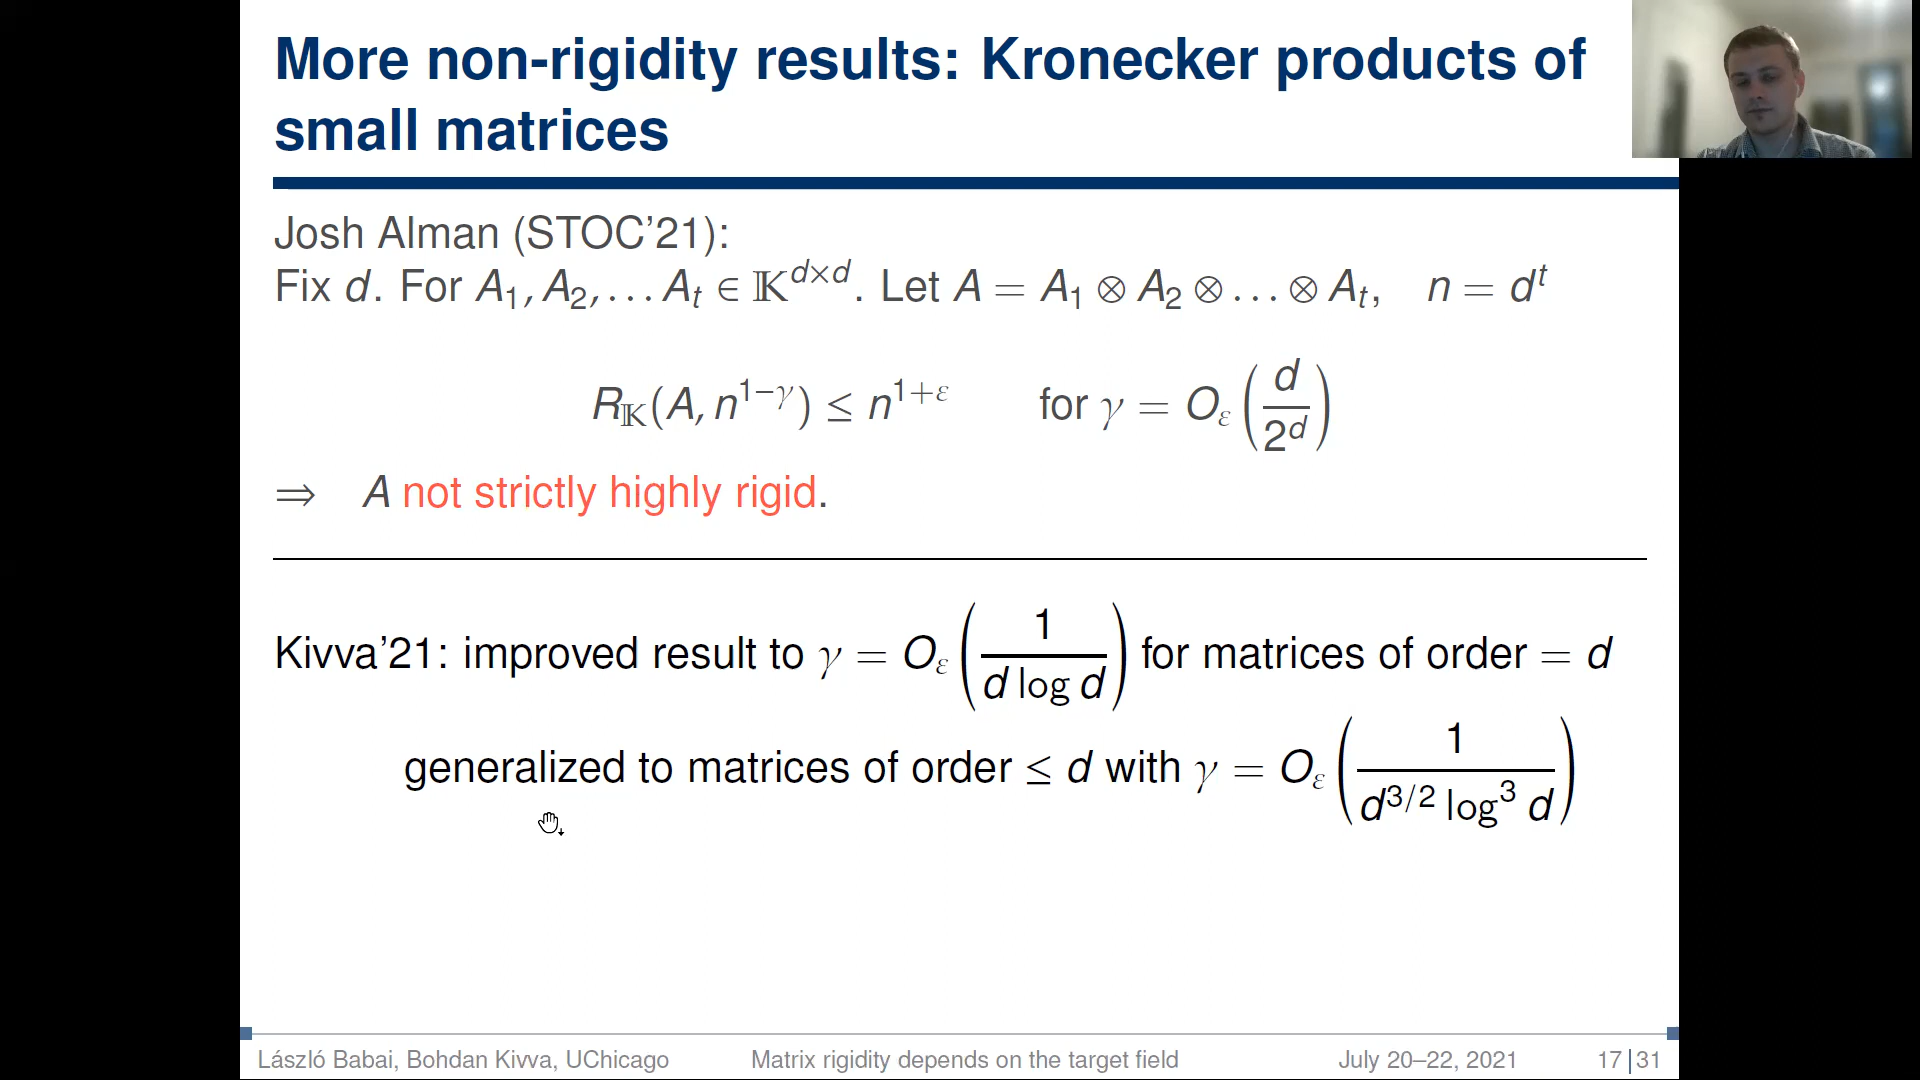 More non-rigidity results: Kronecker products of
small matrices
Josh Alman (STOC’21):
Fix d. For A₁, A₂, ... Aₜ ∈ 𝕂^{d×d}. Let A = A₁ ⊗ A₂ ⊗ ... ⊗ Aₜ, n = d^t
R_𝕂(A, n^{1−γ}) ≤ n^{1+ε} for γ = O_ε(d/2^d)
⇒ A not strictly highly rigid.
Kivva’21: improved result to γ = O_ε(1/(d log d)) for matrices of order = d
generalized to matrices of order ≤ d with γ = O_ε(1/(d^{3/2} log³ d))
László Babai, Bohdan Kivva, UChicago Matrix rigidity depends on the target field July 20–22, 2021 17|31